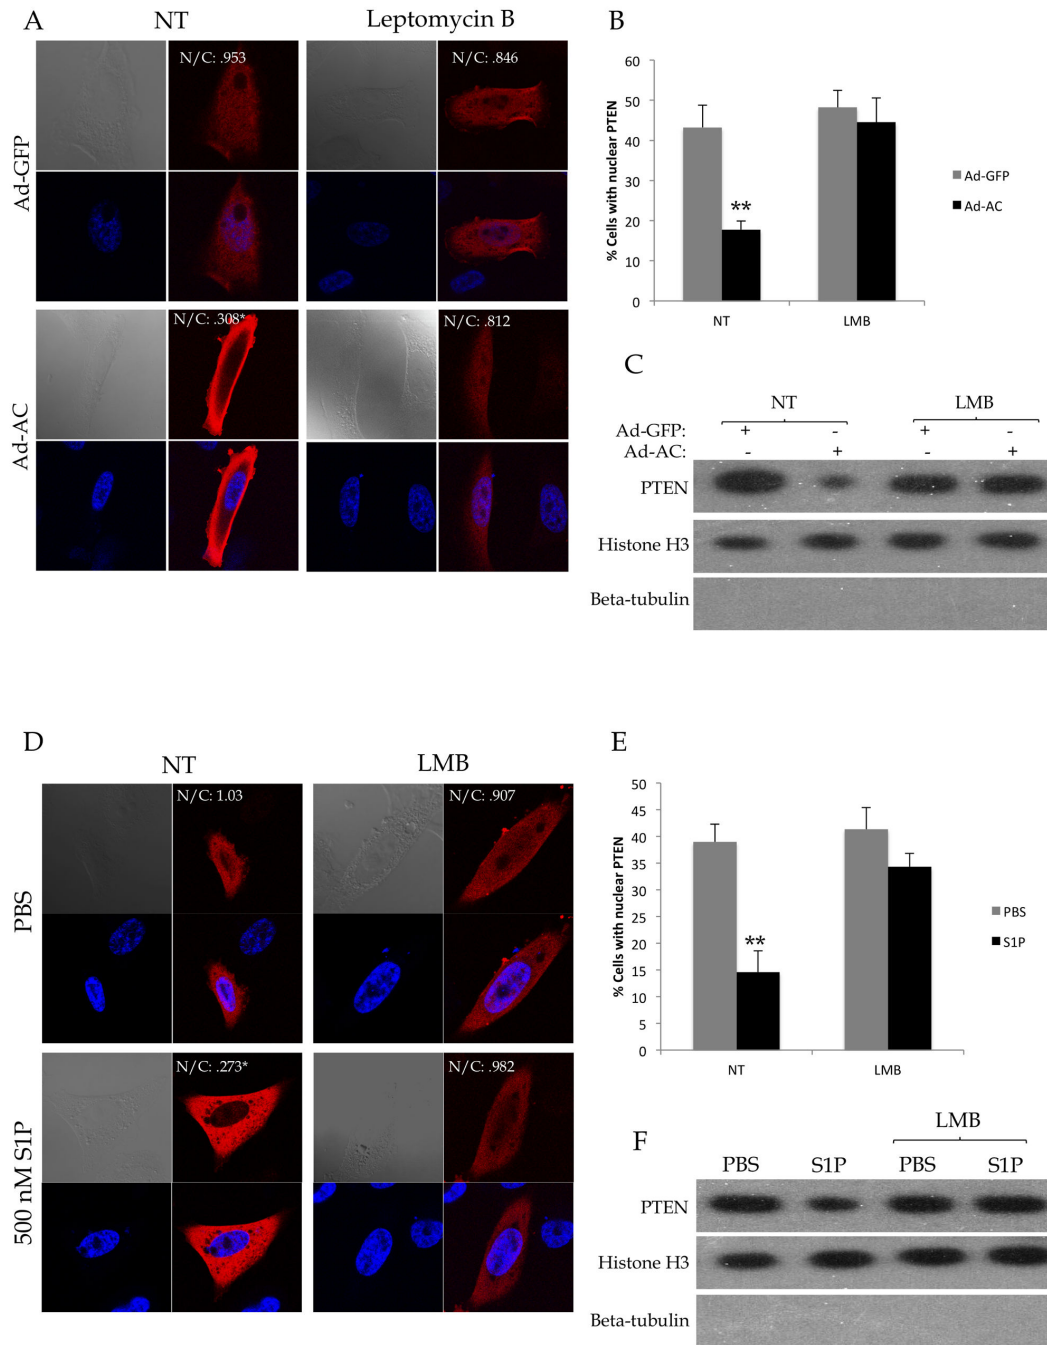 A
NT
Leptomycin B
Ad-GFP
N/C: .953
N/C: .846
Ad-AC
N/C: .308*
N/C: .812
B
% Cells with nuclear PTEN
60
50
40
30
20
10
0
**
NT
LMB
Ad-GFP
Ad-AC
C
NT
LMB
Ad-GFP: + - + -
Ad-AC: - + - +
PTEN
Histone H3
Beta-tubulin
D
NT
LMB
PBS
N/C: 1.03
N/C: .907
500 nM S1P
N/C: .273*
N/C: .982
E
% Cells with nuclear PTEN
50
45
40
35
30
25
20
15
10
5
0
**
NT
LMB
PBS
S1P
F
LMB
PBS S1P PBS S1P
PTEN
Histone H3
Beta-tubulin